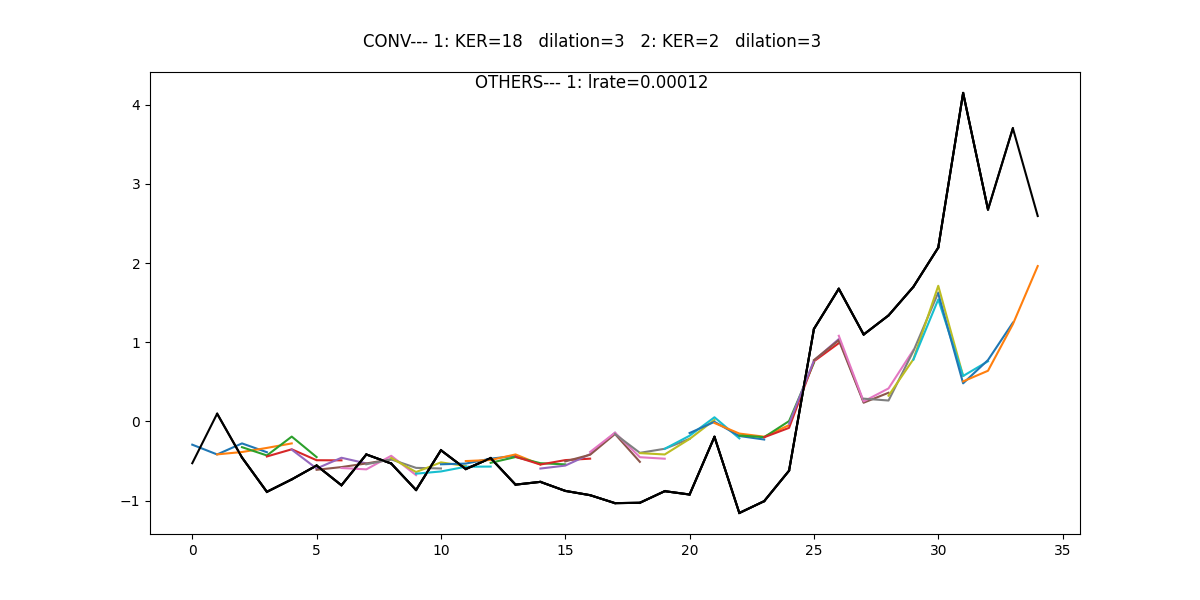 CONV--- 1: KER=18   dilation=3   2: KER=2   dilation=3
OTHERS--- 1: lrate=0.00012
4
3
2
1
0
−1
0 5 10 15 20 25 30 35